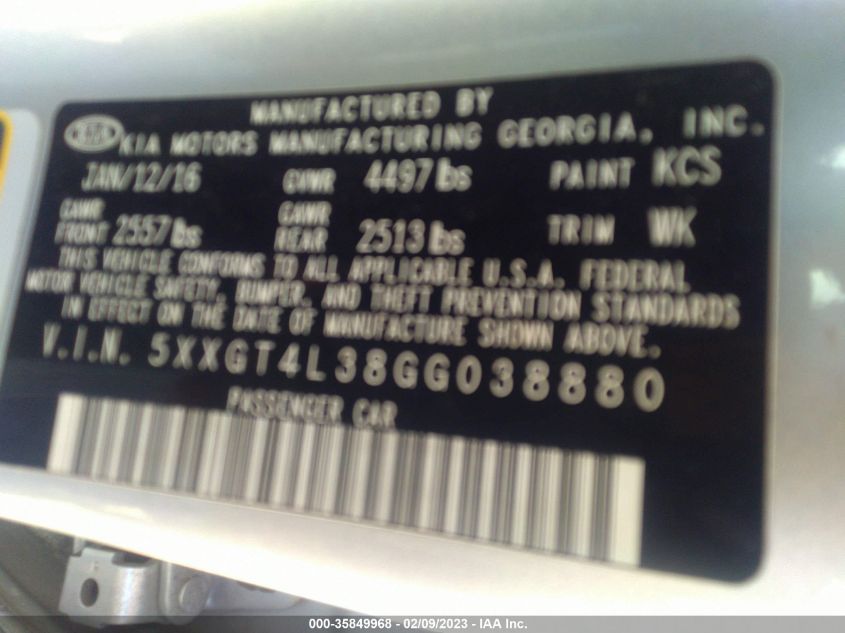 MANUFACTURED BY
KIA KIA MOTORS MANUFACTURING GEORGIA, INC.
JAN/12/16 GVWR 4497 lbs PAINT KCS
GAWR FRONT 2557 lbs GAWR REAR 2513 lbs TRIM WK
THIS VEHICLE CONFORMS TO ALL APPLICABLE U.S.A. FEDERAL
MOTOR VEHICLE SAFETY, BUMPER, AND THEFT PREVENTION STANDARDS
IN EFFECT ON THE DATE OF MANUFACTURE SHOWN ABOVE.
V.I.N. 5XXGT4L38GG038880
PASSENGER CAR
000-35849968 - 02/09/2023 - IAA Inc.